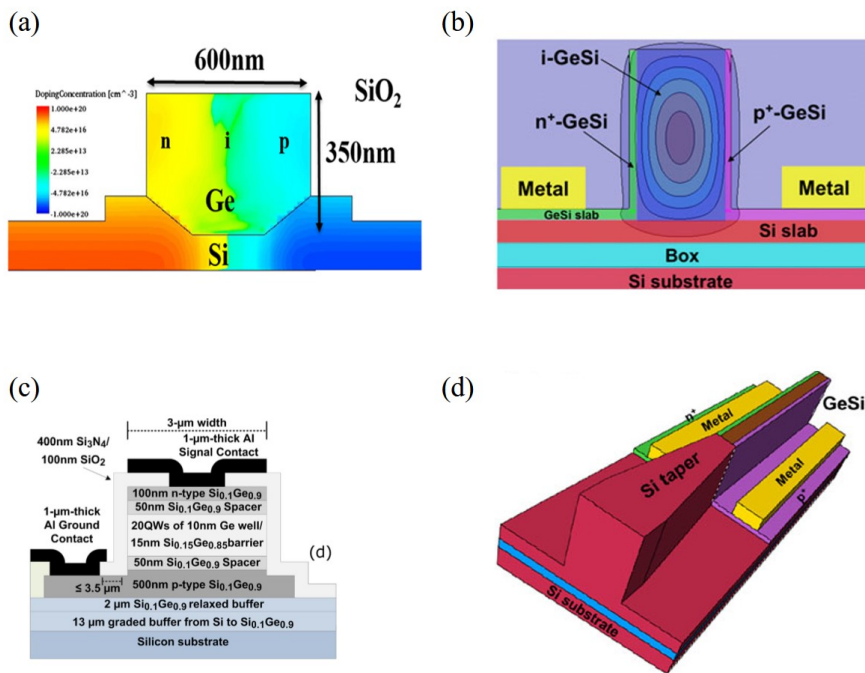 (a)
600nm
DopingConcentration [cm^-3]
1.000e+20
4.782e+16
2.285e+13
-4.782e+16
-1.000e+20
SiO2
n
i
p
350nm
Ge
Si
(b)
i-GeSi
n+-GeSi
p+-GeSi
Metal
Metal
GeSi slab
Si slab
Box
Si substrate
(c)
3-μm width
400nm Si3N4/
100nm SiO2
1-μm-thick Al
Signal Contact
100nm n-type Si0.1Ge0.9
50nm Si0.1Ge0.9 Spacer
20QWs of 10nm Ge well/
15nm Si0.15Ge0.85barrier
50nm Si0.1Ge0.9 Spacer
1-μm-thick
Al Ground
Contact
(d)
≤ 3.5 μm
500nm p-type Si0.1Ge0.9
2 μm Si0.1Ge0.9 relaxed buffer
13 μm graded buffer from Si to Si0.1Ge0.9
Silicon substrate
(d)
n+
Metal
GeSi
Si taper
Metal
p+
Si substrate